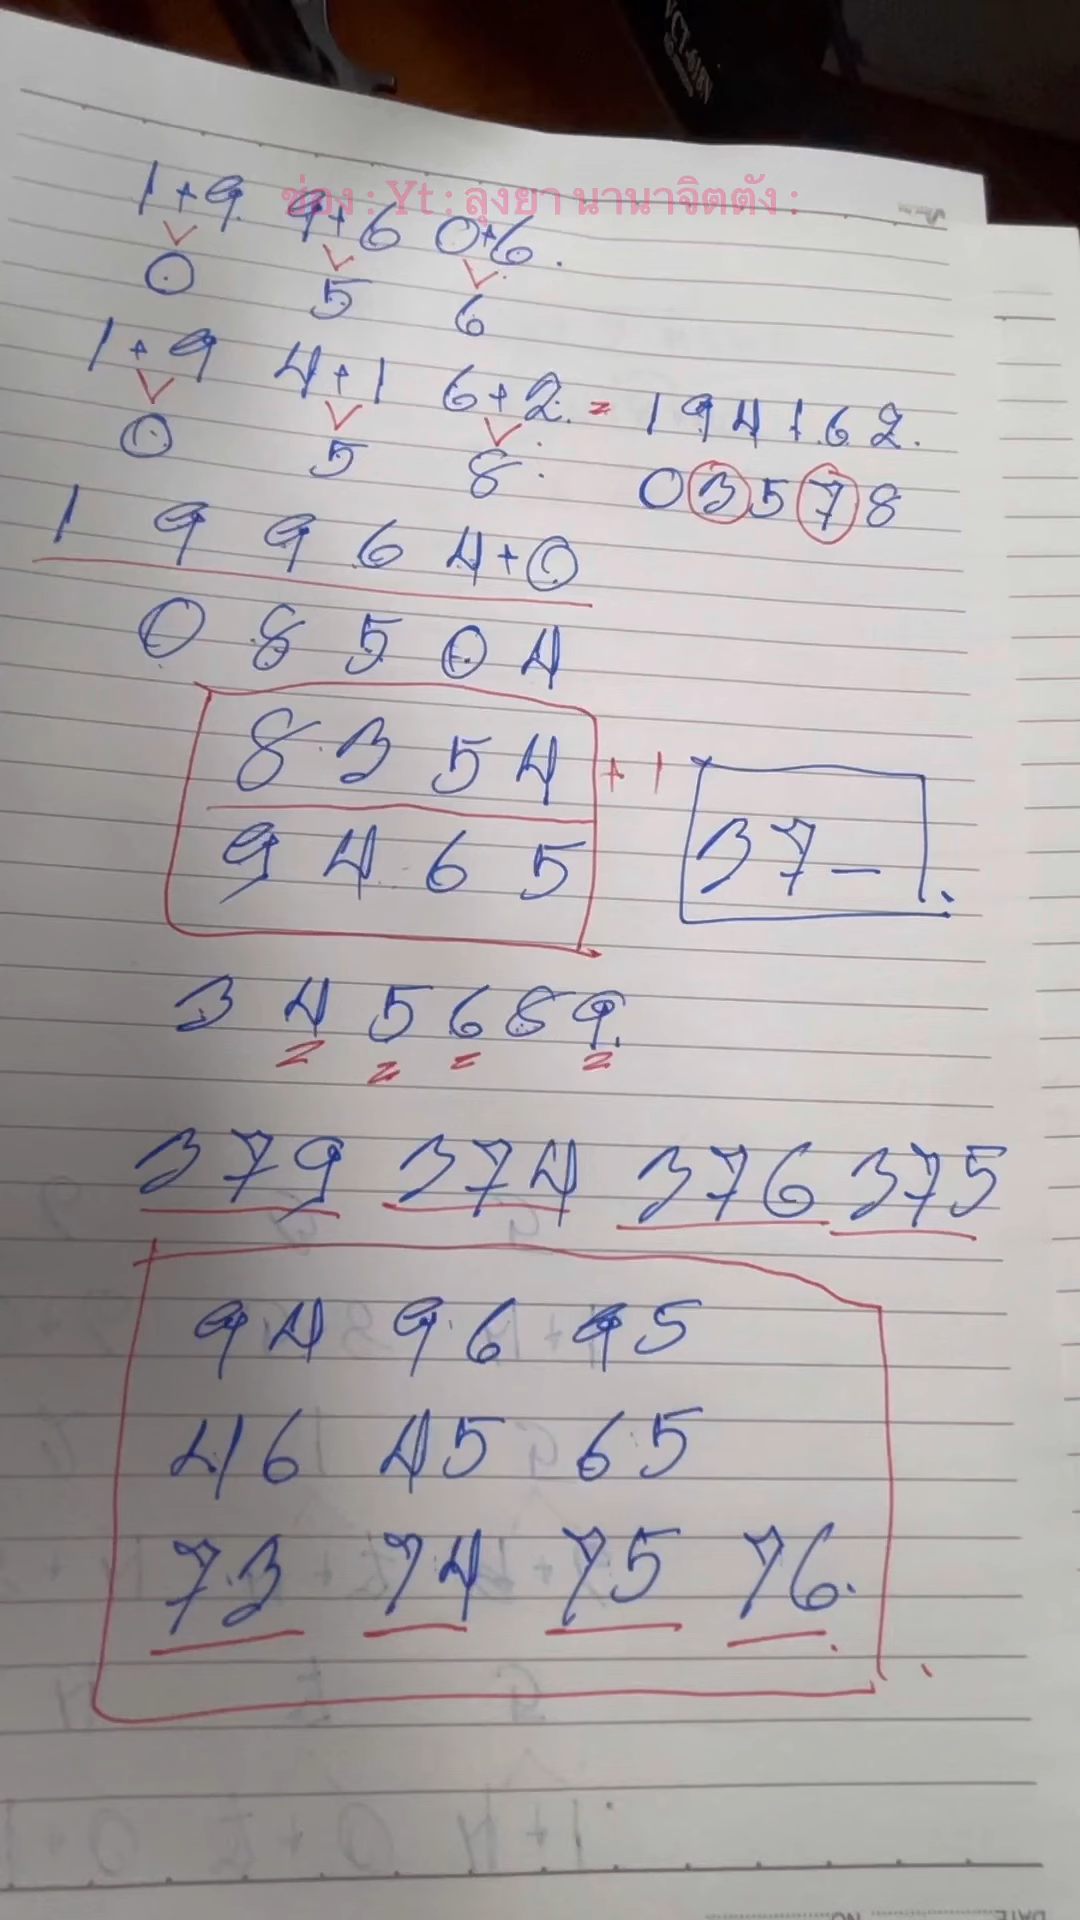 ช่อง : Yt : ลุงยา นานาจิตตัง :
1+9 9+6 0+6.
0 5 6
1+9 4+1 6+2. = 194162.
0 5 8 03578
1 9 9 6 4+0
0 8 5 0 4
8 3 5 4 + 1
9 4 6 5 37-
3 4 5 6 8 9.
379 374 376 375
94 96 95
46 45 65
73 74 75 76.